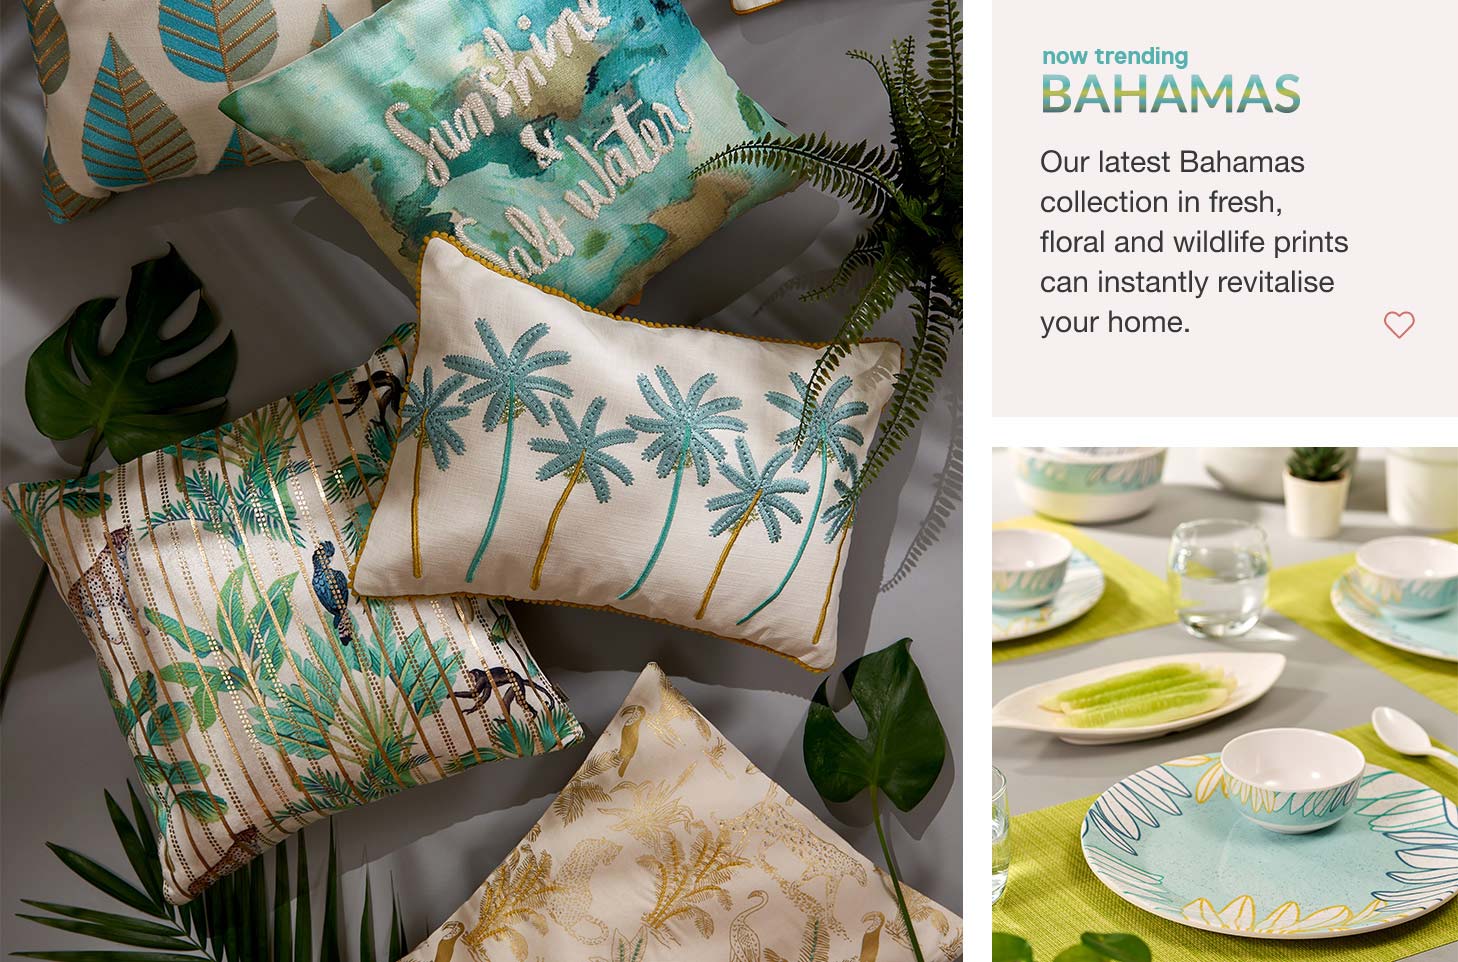 Sunshine
&
Salt Water
now trending
BAHAMAS
Our latest Bahamas
collection in fresh,
floral and wildlife prints
can instantly revitalise
your home.